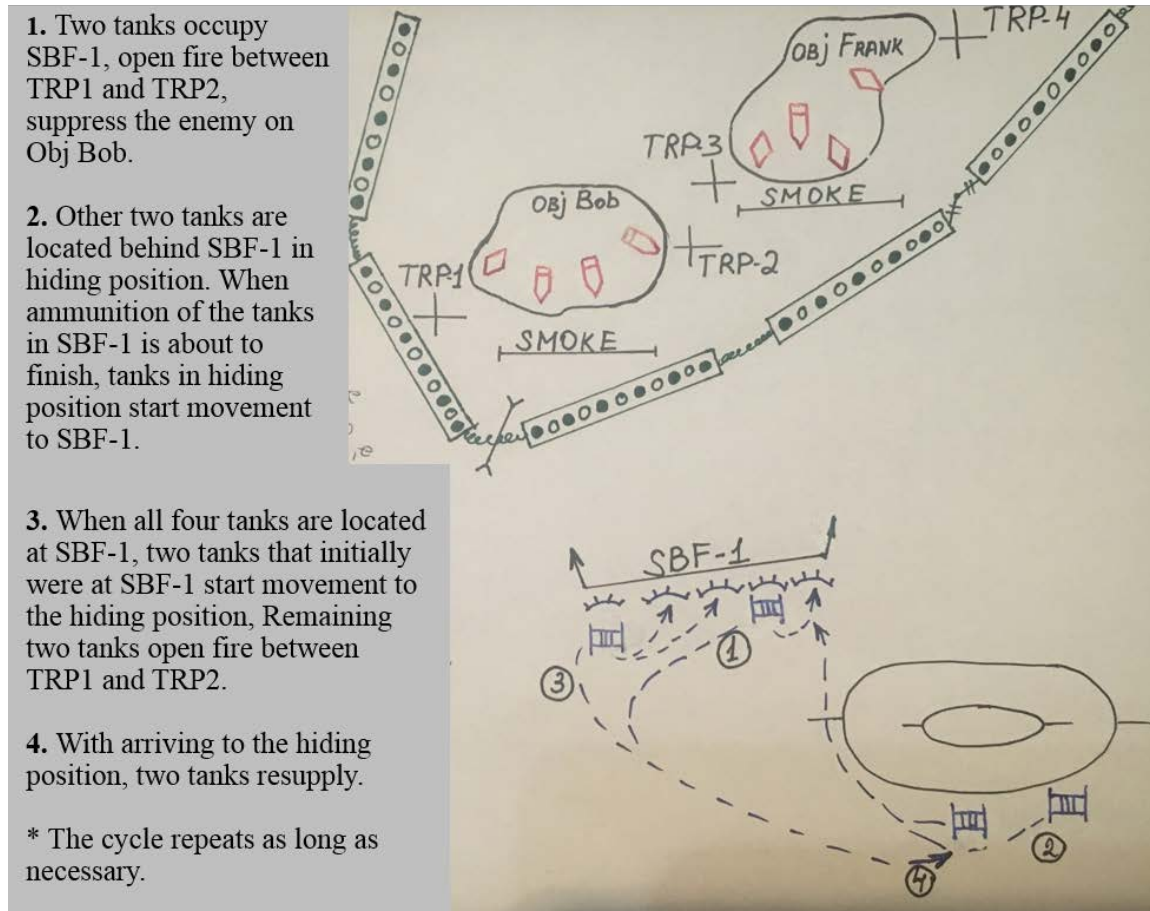 1. Two tanks occupy
SBF-1, open fire between
TRP1 and TRP2,
suppress the enemy on
Obj Bob.
2. Other two tanks are
located behind SBF-1 in
hiding position. When
ammunition of the tanks
in SBF-1 is about to
finish, tanks in hiding
position start movement
to SBF-1.
3. When all four tanks are located
at SBF-1, two tanks that initially
were at SBF-1 start movement to
the hiding position, Remaining
two tanks open fire between
TRP1 and TRP2.
4. With arriving to the hiding
position, two tanks resupply.
* The cycle repeats as long as
necessary.
TRP-4
Obj FRANK
TRP-3
SMOKE
Obj Bob
TRP-2
TRP-1
SMOKE
SBF-1
1
3
2
4